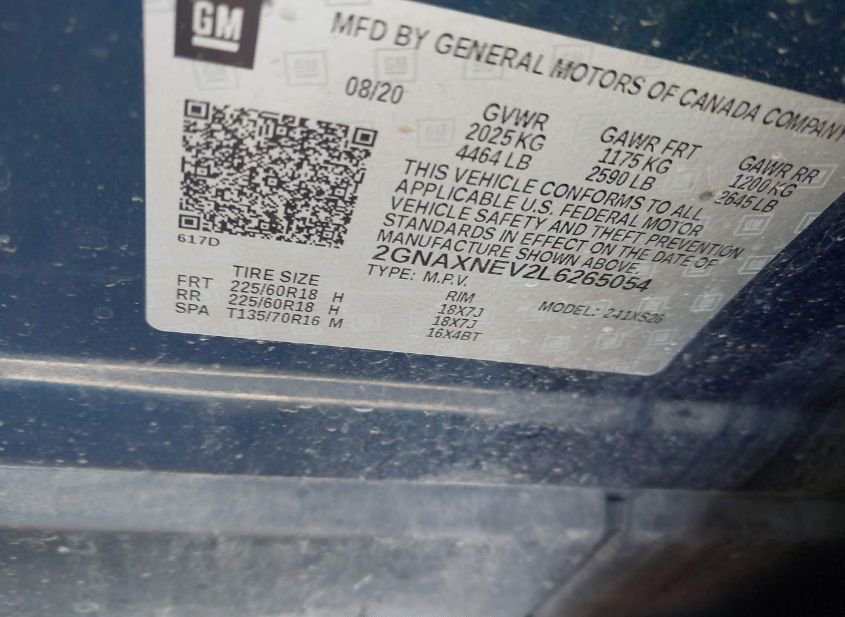 GM
MFD BY GENERAL MOTORS OF CANADA COMPANY
08/20
GVWR GAWR FRT GAWR RR
2025 KG 1175 KG 1200 KG
4464 LB 2590 LB 2645 LB
THIS VEHICLE CONFORMS TO ALL
APPLICABLE U.S. FEDERAL MOTOR
VEHICLE SAFETY AND THEFT PREVENTION
STANDARDS IN EFFECT ON THE DATE OF
MANUFACTURE SHOWN ABOVE.
2GNAXNEV2L6265054
617D
TYPE: M.P.V. MODEL: 241XS26
TIRE SIZE RIM
FRT 225/60R18 H 18X7J
RR 225/60R18 H 18X7J
SPA T135/70R16 M 16X4BT